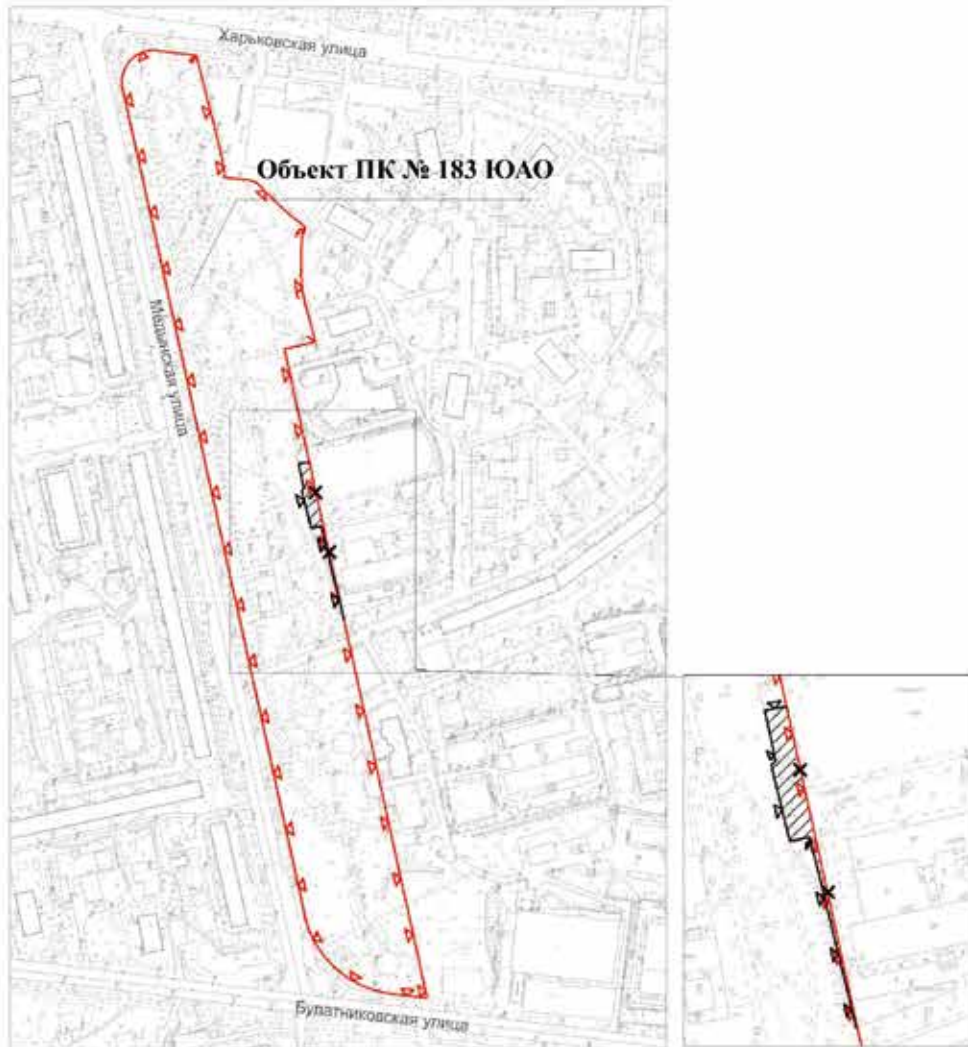 Харьковская улица
Объект ПК № 183 ЮАО
Медынская улица
Булатниковская улица